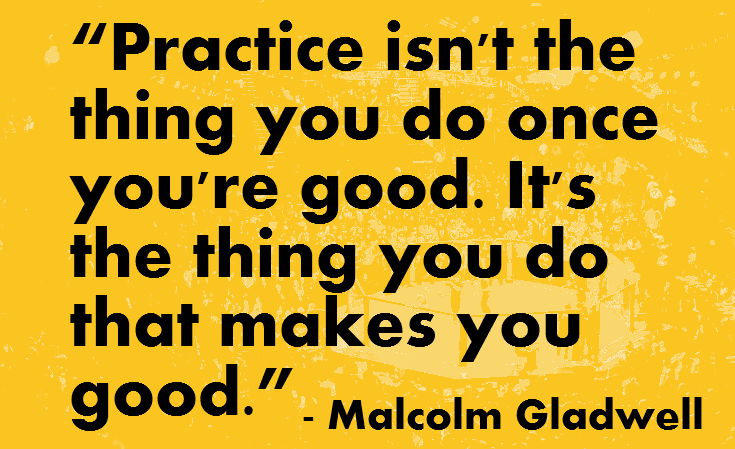 “Practice isn't the
thing you do once
you're good. It's
the thing you do
that makes you
good.”
- Malcolm Gladwell